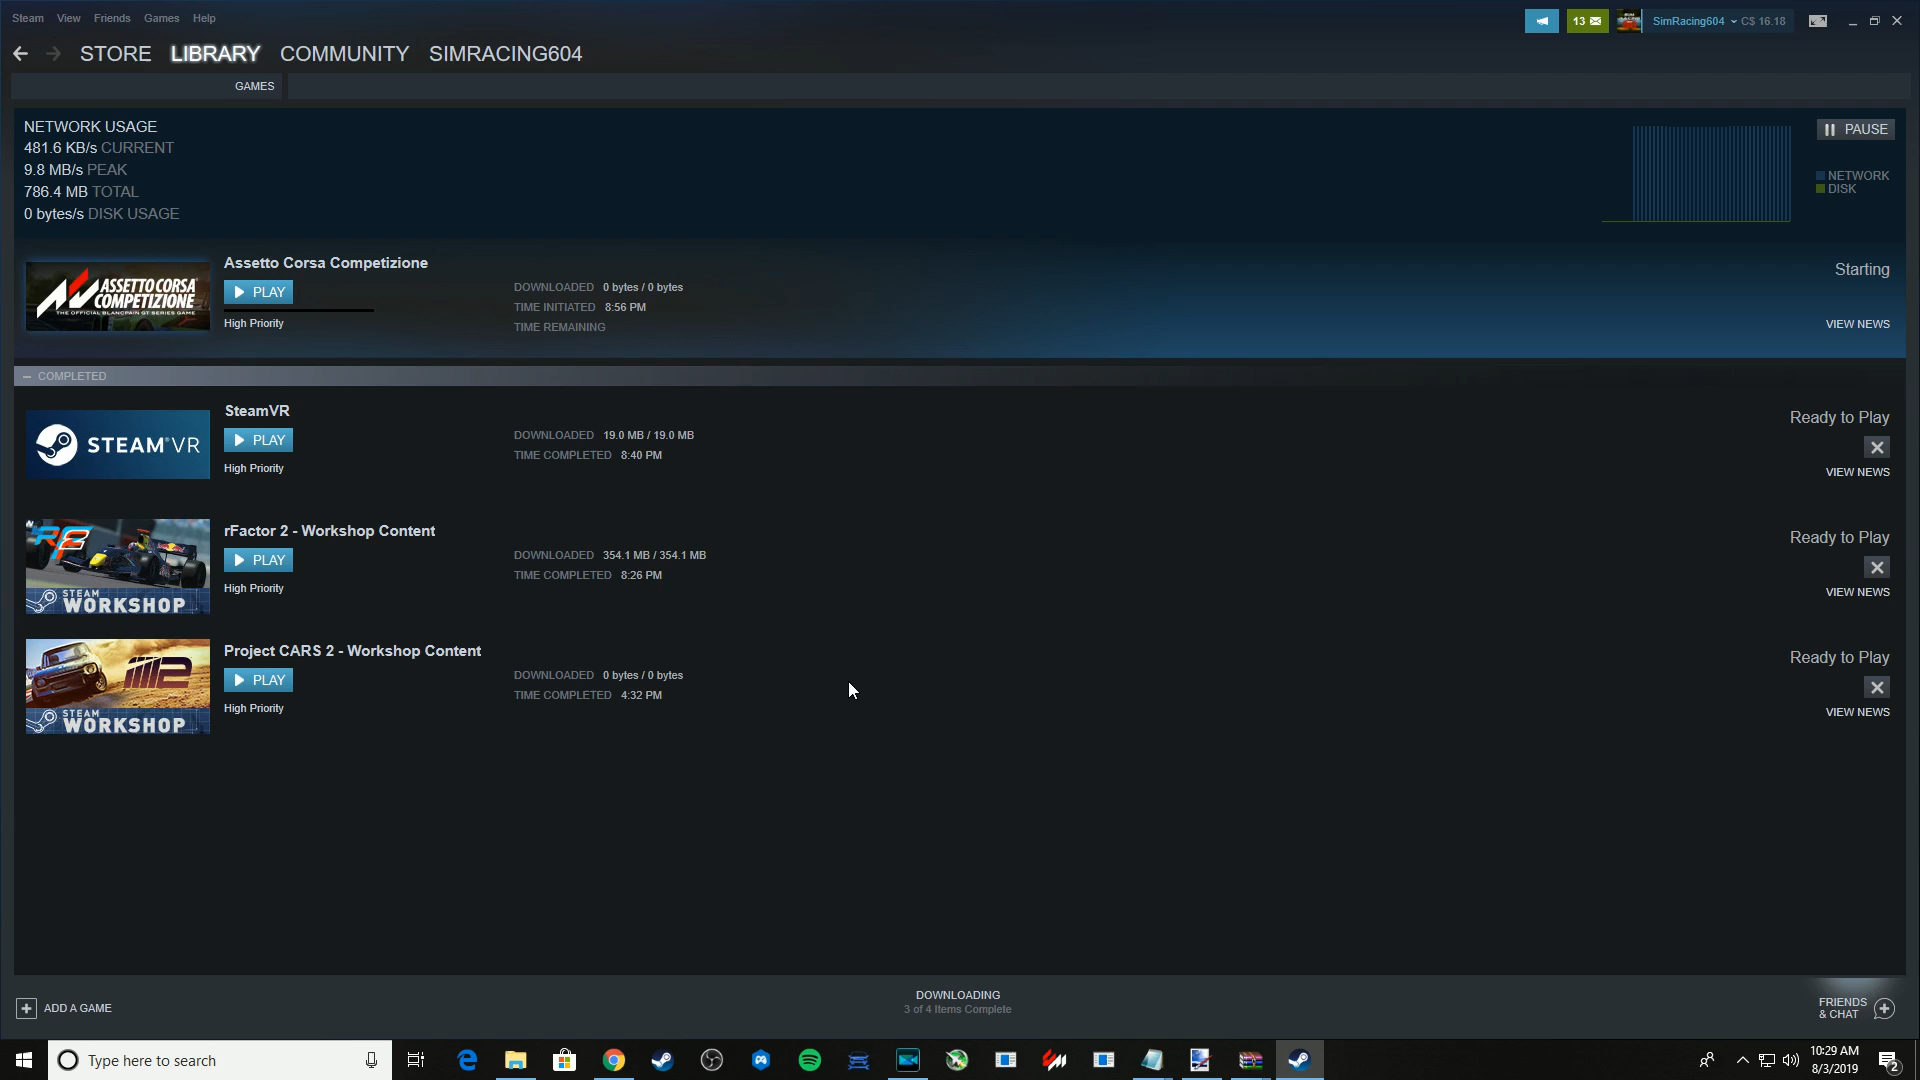 Steam View Friends Games Help
13 SimRacing604 C$ 16.18
STORE LIBRARY COMMUNITY SIMRACING604
GAMES
NETWORK USAGE
481.6 KB/s CURRENT
9.8 MB/s PEAK
786.4 MB TOTAL
0 bytes/s DISK USAGE
PAUSE
NETWORK
DISK
ASSETTO CORSA
COMPETIZIONE
THE OFFICIAL BLANCPAIN GT SERIES GAME
Assetto Corsa Competizione
PLAY
High Priority
DOWNLOADED 0 bytes / 0 bytes
TIME INITIATED 8:56 PM
TIME REMAINING
Starting
VIEW NEWS
COMPLETED
STEAM VR
SteamVR
PLAY
High Priority
DOWNLOADED 19.0 MB / 19.0 MB
TIME COMPLETED 8:40 PM
Ready to Play
VIEW NEWS
STEAM
WORKSHOP
rFactor 2 - Workshop Content
PLAY
High Priority
DOWNLOADED 354.1 MB / 354.1 MB
TIME COMPLETED 8:26 PM
Ready to Play
VIEW NEWS
STEAM
WORKSHOP
Project CARS 2 - Workshop Content
PLAY
High Priority
DOWNLOADED 0 bytes / 0 bytes
TIME COMPLETED 4:32 PM
Ready to Play
VIEW NEWS
ADD A GAME
DOWNLOADING
3 of 4 Items Complete
FRIENDS
& CHAT
Type here to search
10:29 AM
8/3/2019
2